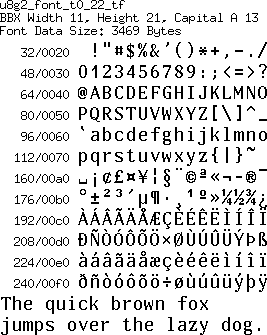 u8g2_font_t0_22_tf
BBX Width 11, Height 21, Capital A 13
Font Data Size: 3469 Bytes
32/0020 !"#$%&'()*+,-./
48/0030 0123456789:;<=>?
64/0040 @ABCDEFGHIJKLMNO
80/0050 PQRSTUVWXYZ[\]^_
96/0060 `abcdefghijklmno
112/0070 pqrstuvwxyz{|}~
160/00a0 ¡¢£¤¥¦§¨©ª«¬-®¯
176/00b0 °±²³´µ¶·¸¹º»¼½¾¿
192/00c0 ÀÁÂÃÄÅÆÇÈÉÊËÌÍÎÏ
208/00d0 ÐÑÒÓÔÕÖ×ØÙÚÛÜÝÞß
224/00e0 àáâãäåæçèéêëìíîï
240/00f0 ðñòóôõö÷øùúûüýþÿ
The quick brown fox
jumps over the lazy dog.